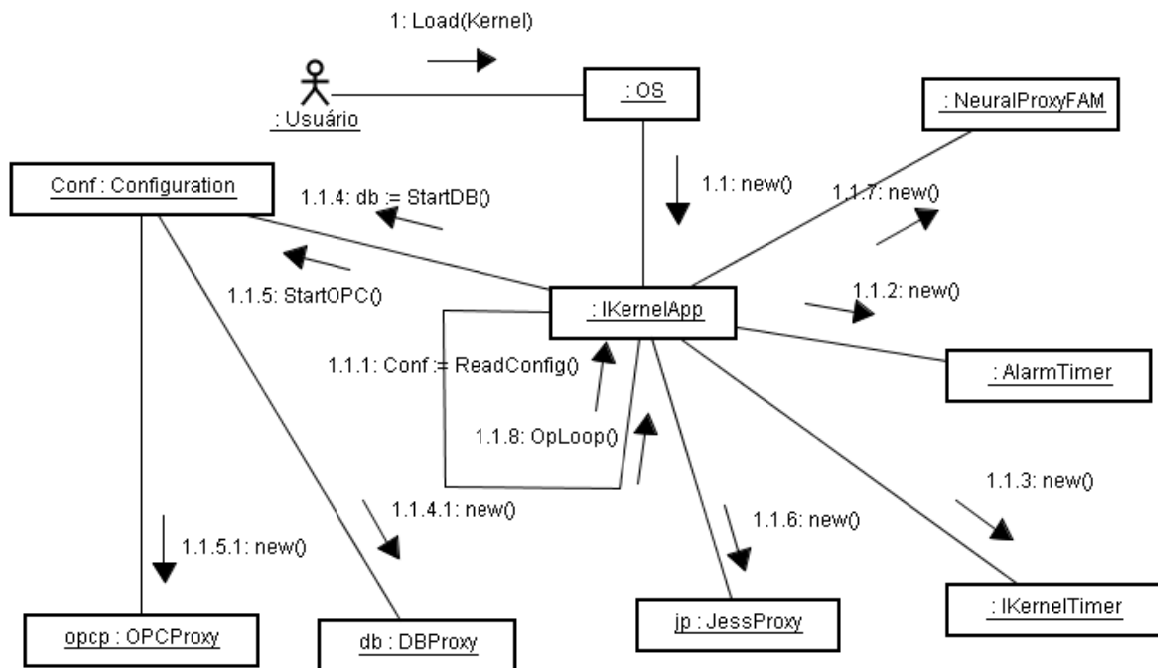 1: Load(Kernel)
: OS
: NeuralProxyFAM
: Usuário
Conf : Configuration
1.1: new()
1.1.7: new()
1.1.4: db := StartDB()
1.1.5: StartOPC()
1.1.2: new()
: IKernelApp
1.1.1: Conf := ReadConfig()
: AlarmTimer
1.1.8: OpLoop()
1.1.3: new()
1.1.4.1: new()
1.1.6: new()
1.1.5.1: new()
: IKernelTimer
opcp : OPCProxy
db : DBProxy
jp : JessProxy